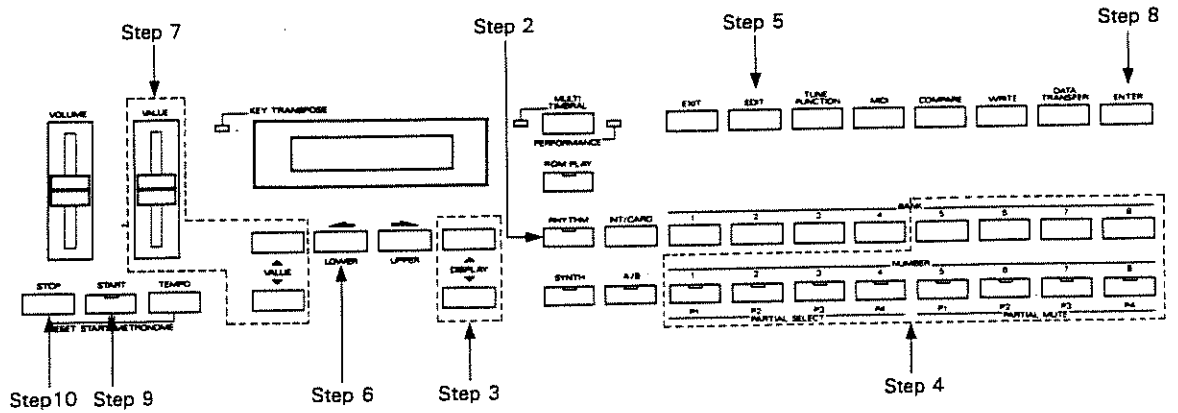 Step 7
Step 2
Step 5
Step 8
VOLUME
VALUE
KEY TRANSPOSE
MULTI
TIMBRAL
PERFORMANCE
EXIT
EDIT
TUNE
FUNCTION
MIDI
COMPARE
WRITE
DATA
TRANSFER
ENTER
ROM PLAY
BANK
RHYTHM
INT/CARD
1 2 3 4 5 6 7 8
LOWER
UPPER
VALUE
DISPLAY
NUMBER
SYNTH
A/B
1 2 3 4 5 6 7 8
STOP
START
TEMPO
P1 P2 P3 P4 P1 P2 P3 P4
PARTIAL SELECT
PARTIAL MUTE
RESET START
METRONOME
Step10
Step 9
Step 6
Step 3
Step 4